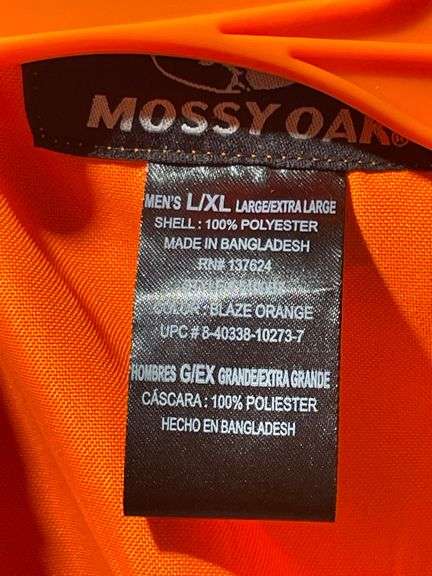 MOSSY OAK®
MEN'S L/XL LARGE/EXTRA LARGE
SHELL : 100% POLYESTER
MADE IN BANGLADESH
RN# 137624
COLOR : BLAZE ORANGE
UPC # 8-40338-10273-7
HOMBRES G/EX GRANDE/EXTRA GRANDE
CÁSCARA : 100% POLIESTER
HECHO EN BANGLADESH